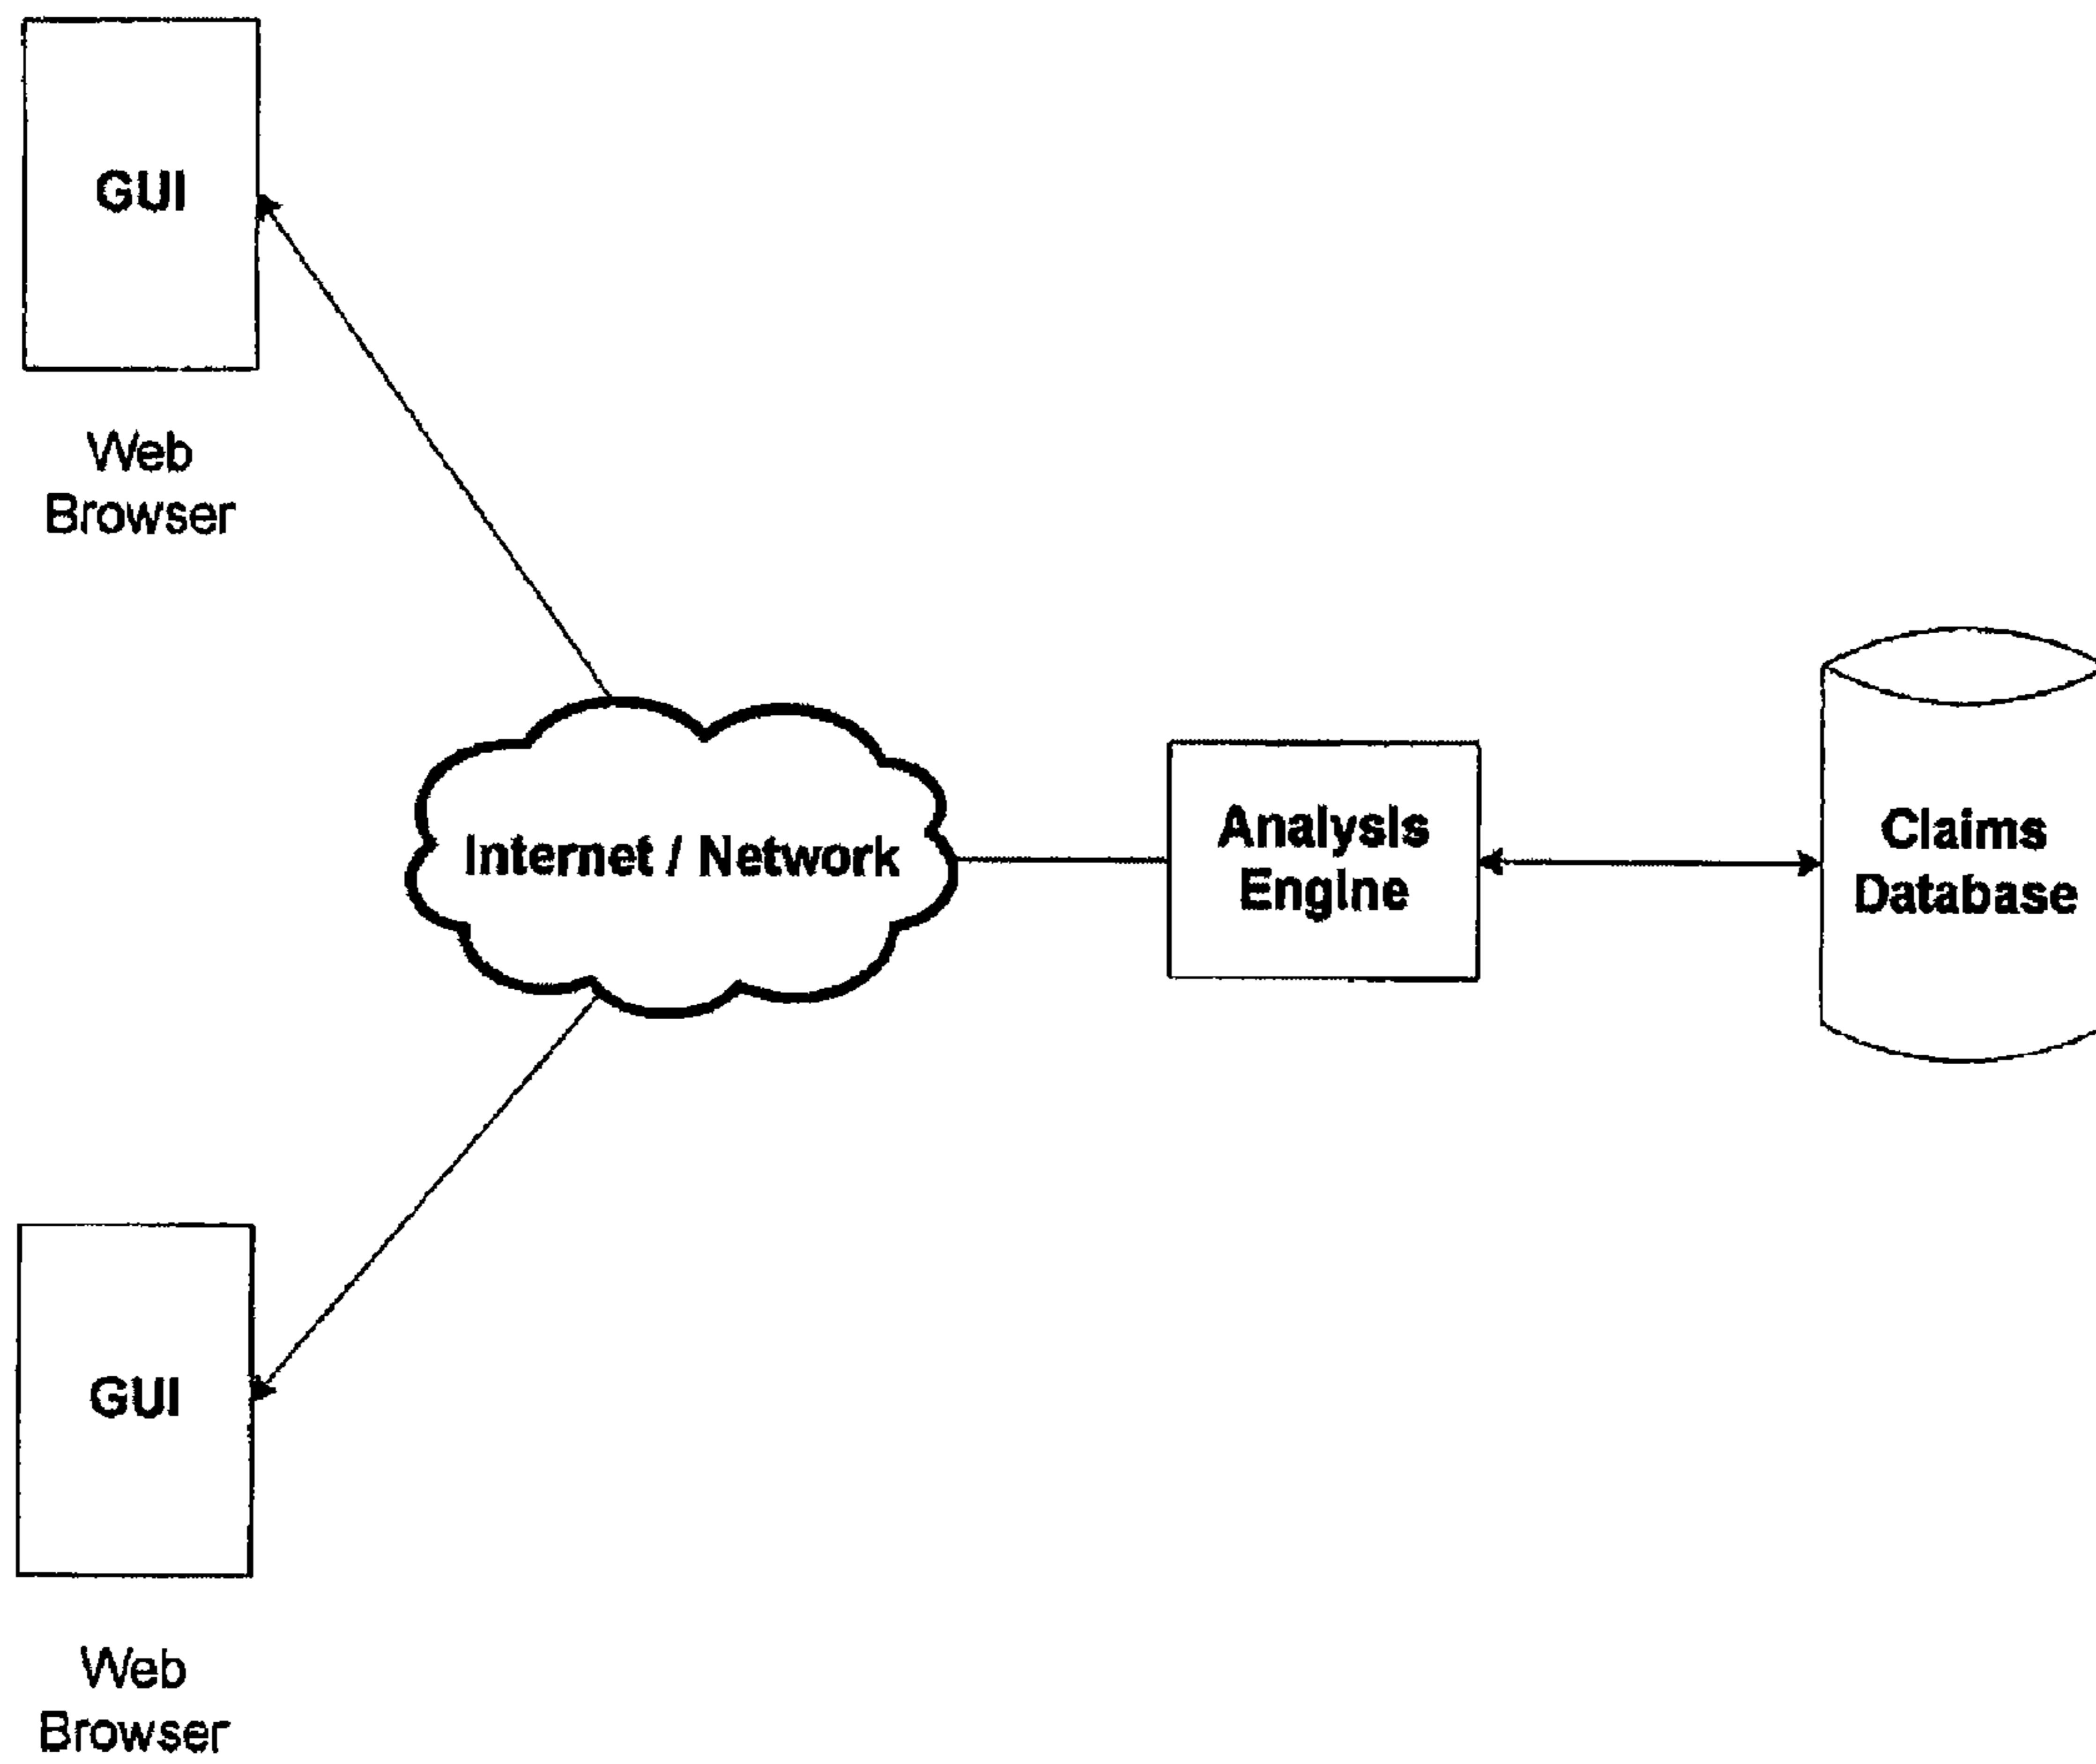 GUI
Web
Browser
Internet / Network
Analysis
Engine
Claims
Database
GUI
Web
Browser